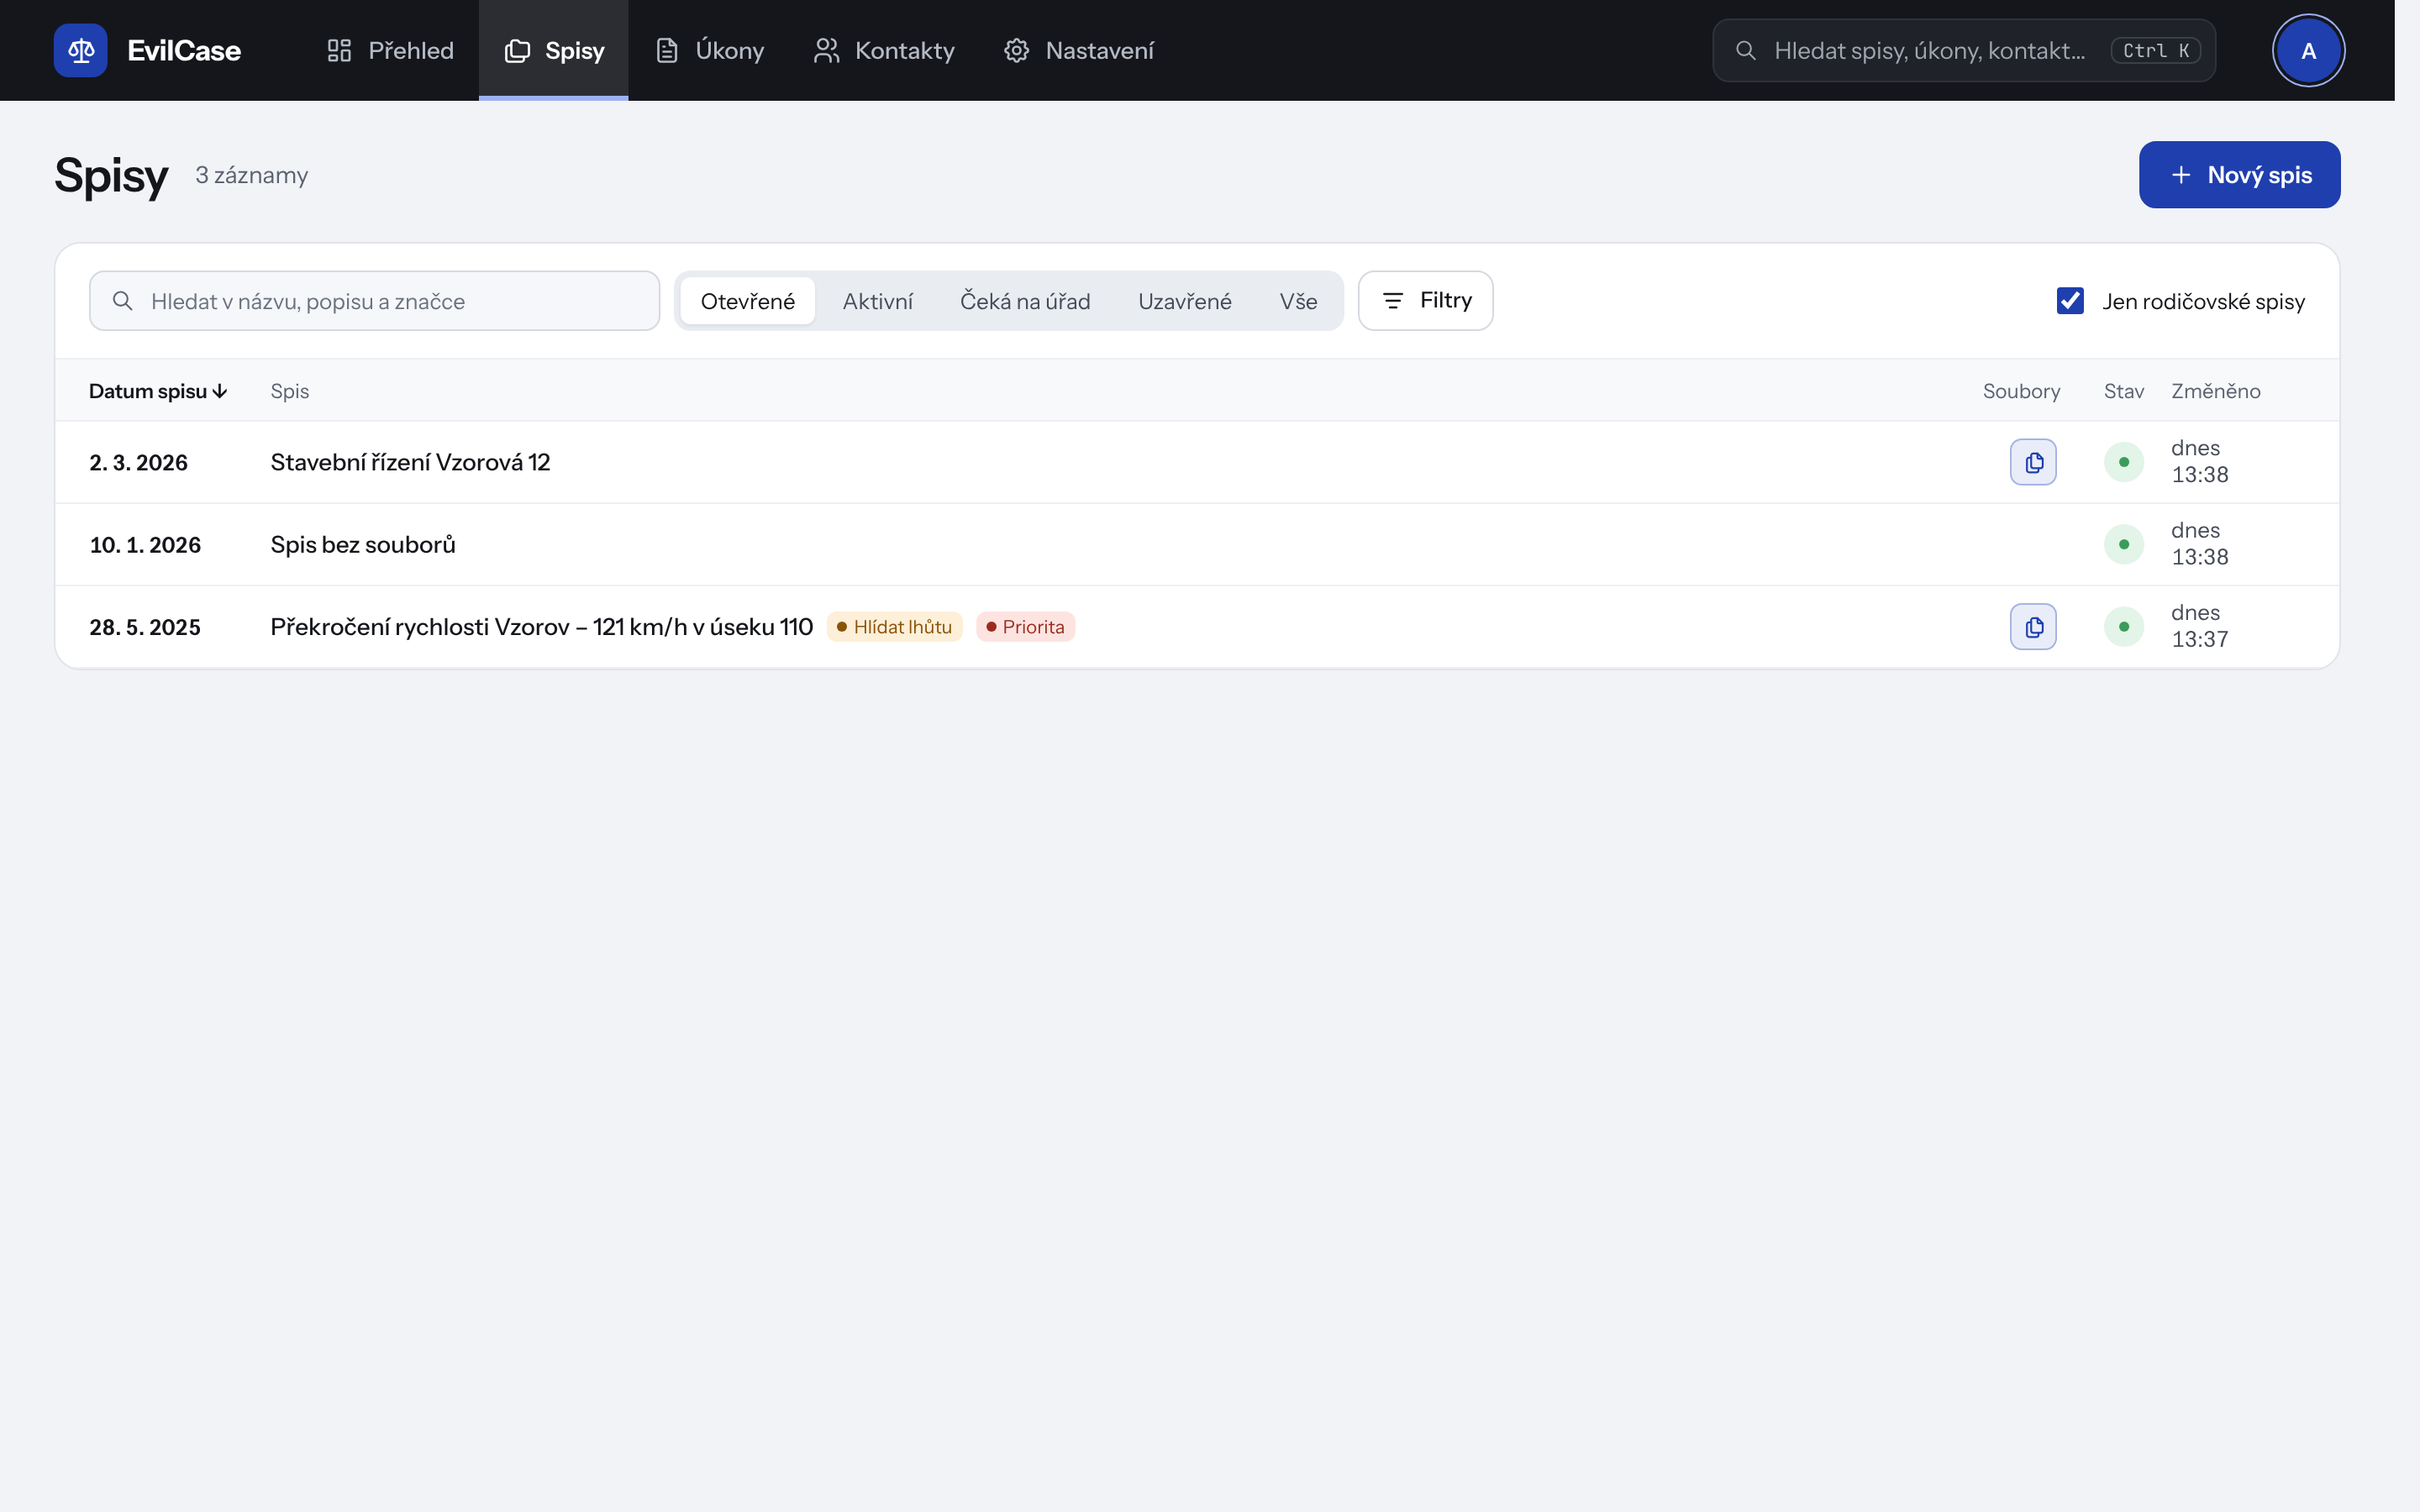 EvilCase Přehled Spisy Úkony Kontakty Nastavení Hledat spisy, úkony, kontakt... Ctrl K A
Spisy 3 záznamy + Nový spis
Hledat v názvu, popisu a značce Otevřené Aktivní Čeká na úřad Uzavřené Vše Filtry Jen rodičovské spisy
Datum spisu ↓ Spis Soubory Stav Změněno
2. 3. 2026 Stavební řízení Vzorová 12 dnes
13:38
10. 1. 2026 Spis bez souborů dnes
13:38
28. 5. 2025 Překročení rychlosti Vzorov – 121 km/h v úseku 110 Hlídat lhůtu Priorita dnes
13:37